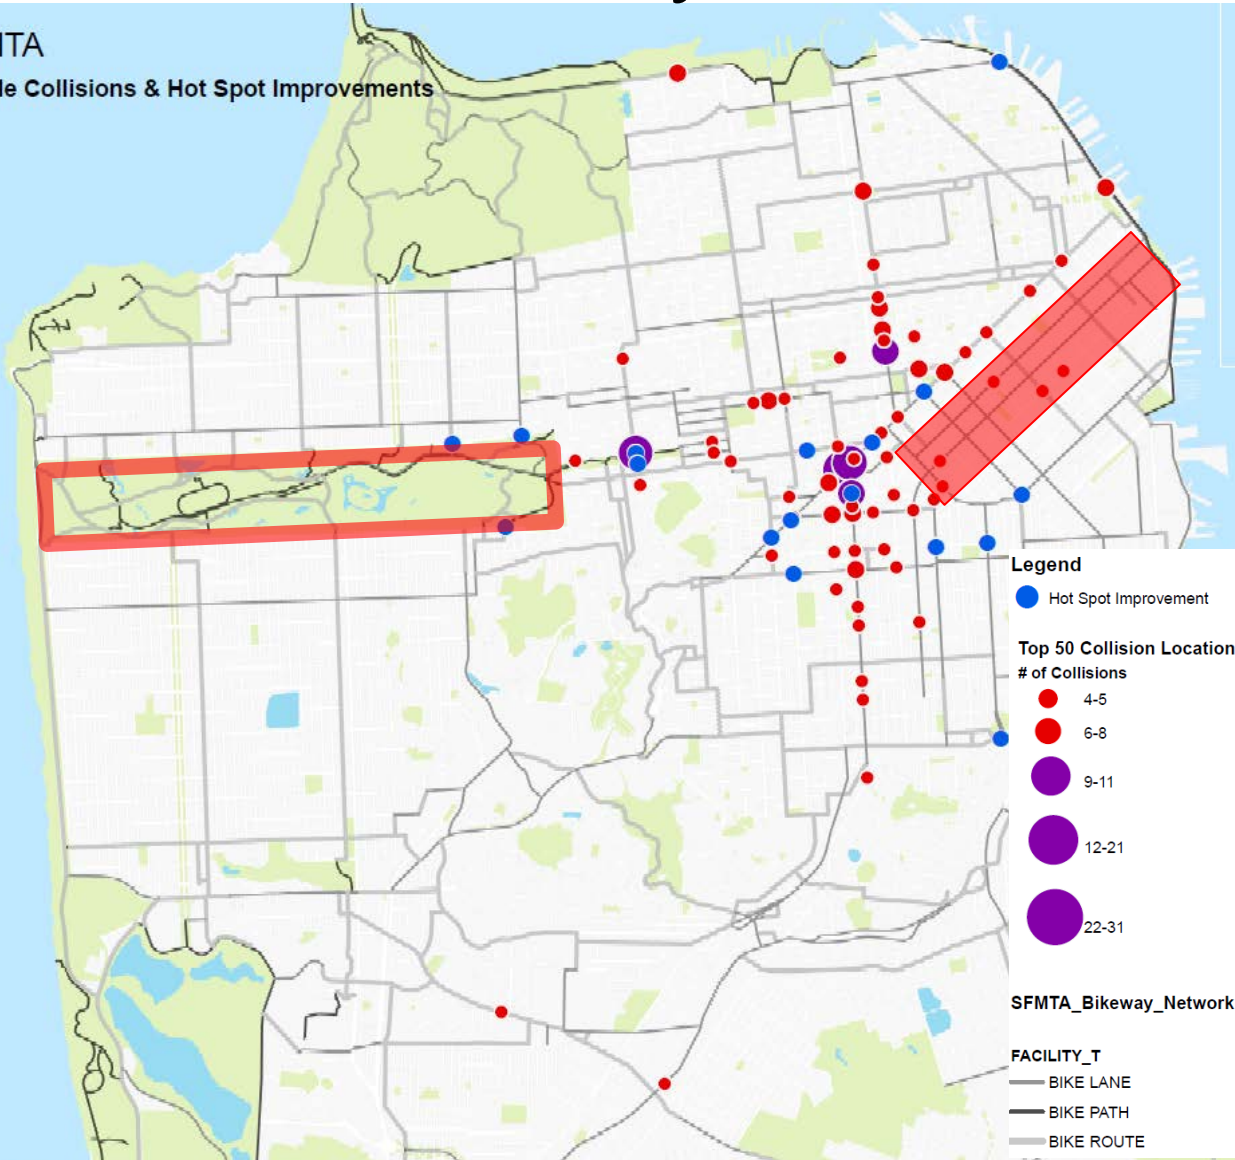 MTA
le Collisions & Hot Spot Improvements
Legend
Hot Spot Improvement
Top 50 Collision Location
# of Collisions
4-5
6-8
9-11
12-21
22-31
SFMTA_Bikeway_Network
FACILITY_T
BIKE LANE
BIKE PATH
BIKE ROUTE